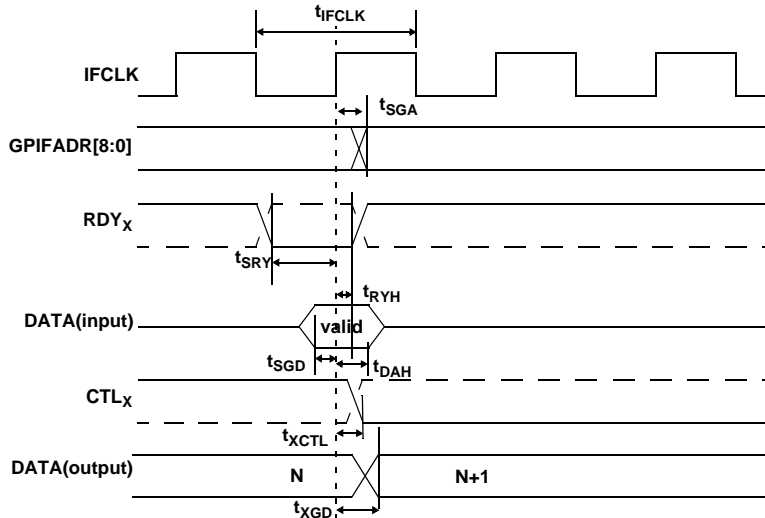 tIFCLK
IFCLK
tSGA
GPIFADR[8:0]
RDYX
tSRY
tRYH
DATA(input)
valid
tSGD
tDAH
CTLX
tXCTL
DATA(output)
N
N+1
tXGD